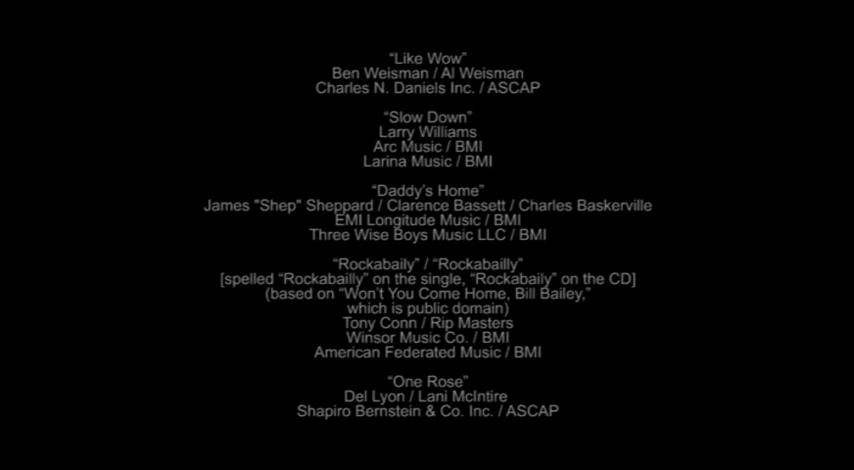 “Like Wow”
Ben Weisman / Al Weisman
Charles N. Daniels Inc. / ASCAP
“Slow Down”
Larry Williams
Arc Music / BMI
Larina Music / BMI
“Daddy’s Home”
James "Shep" Sheppard / Clarence Bassett / Charles Baskerville
EMI Longitude Music / BMI
Three Wise Boys Music LLC / BMI
“Rockabaily” / “Rockabailly”
[spelled “Rockabailly” on the single, “Rockabaily” on the CD]
(based on “Won’t You Come Home, Bill Bailey,”
which is public domain)
Tony Conn / Rip Masters
Winsor Music Co. / BMI
American Federated Music / BMI
“One Rose”
Del Lyon / Lani McIntire
Shapiro Bernstein & Co. Inc. / ASCAP